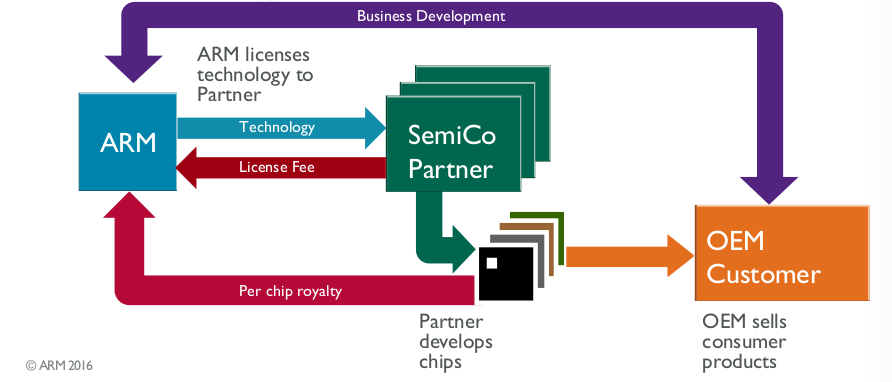 Business Development
ARM licenses
technology to
Partner
ARM
Technology
License Fee
SemiCo
Partner
OEM
Customer
Per chip royalty
Partner
develops
chips
OEM sells
consumer
products
© ARM 2016